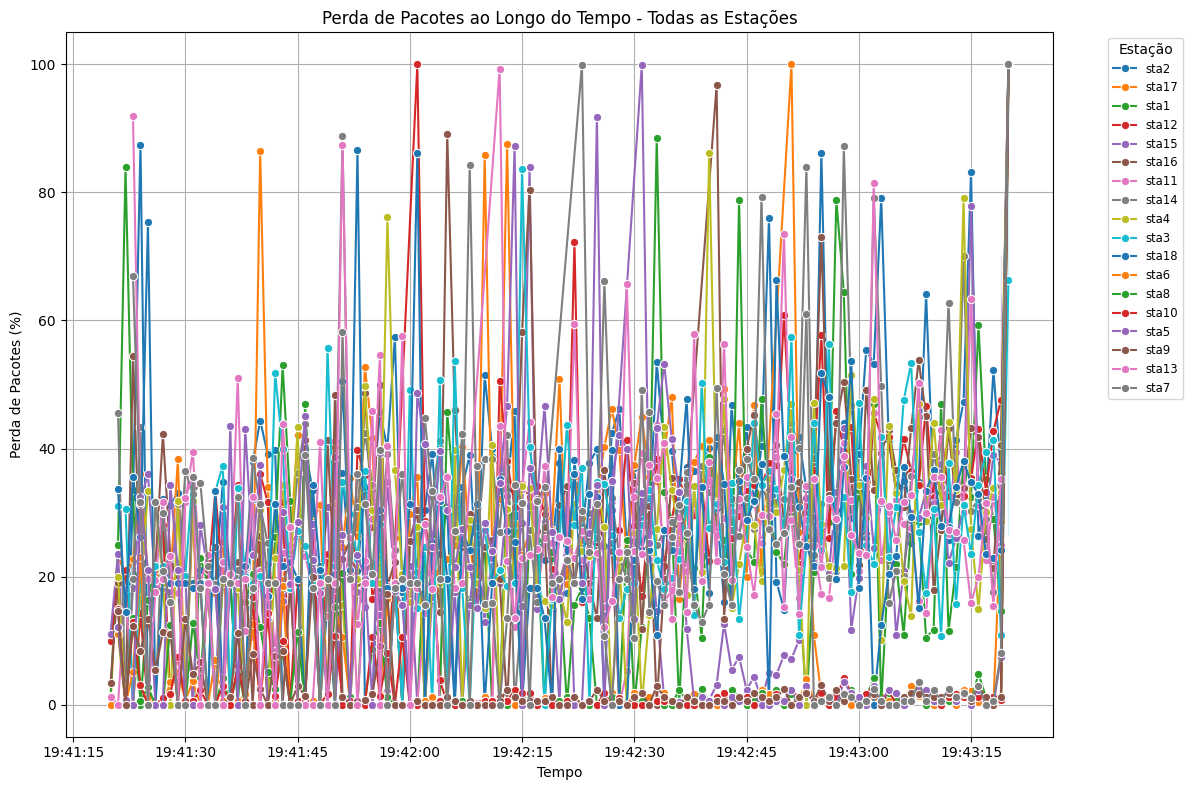 Perda de Pacotes ao Longo do Tempo - Todas as Estações
Perda de Pacotes (%)
100
80
60
40
20
0
19:41:15
19:41:30
19:41:45
19:42:00
19:42:15
19:42:30
19:42:45
19:43:00
19:43:15
Tempo
Estação
sta2
sta17
sta1
sta12
sta15
sta16
sta11
sta14
sta4
sta3
sta18
sta6
sta8
sta10
sta5
sta9
sta13
sta7